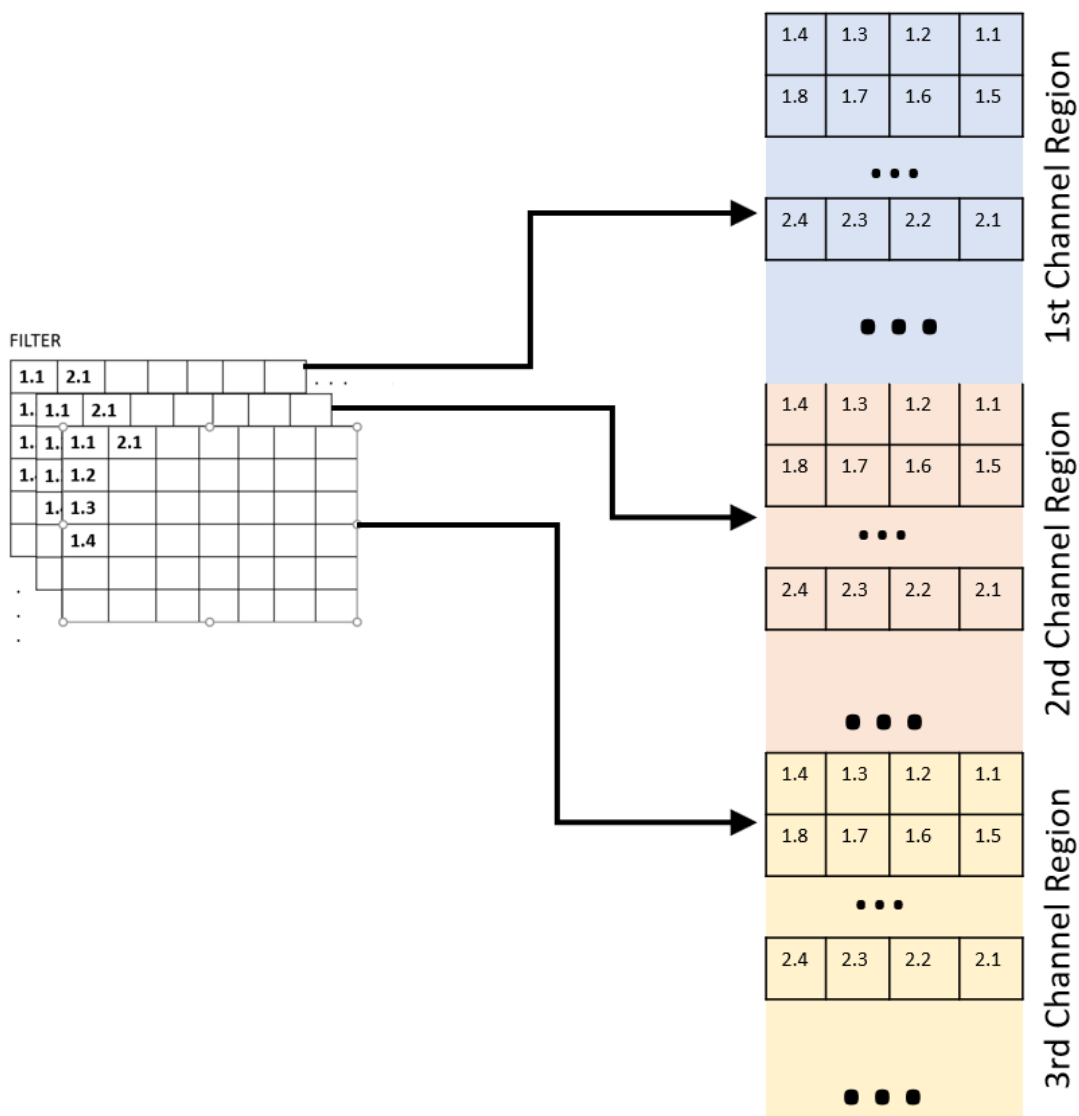 1.4 1.3 1.2 1.1
1.8 1.7 1.6 1.5
...
2.4 2.3 2.2 2.1
...
1st Channel Region
FILTER
1.1 2.1 . . .
1. 1.1 2.1
1. 1. 1.1 2.1
1. 1. 1.2
1. 1.3
1.4
.
.
.
1.4 1.3 1.2 1.1
1.8 1.7 1.6 1.5
...
2.4 2.3 2.2 2.1
...
2nd Channel Region
1.4 1.3 1.2 1.1
1.8 1.7 1.6 1.5
...
2.4 2.3 2.2 2.1
...
3rd Channel Region